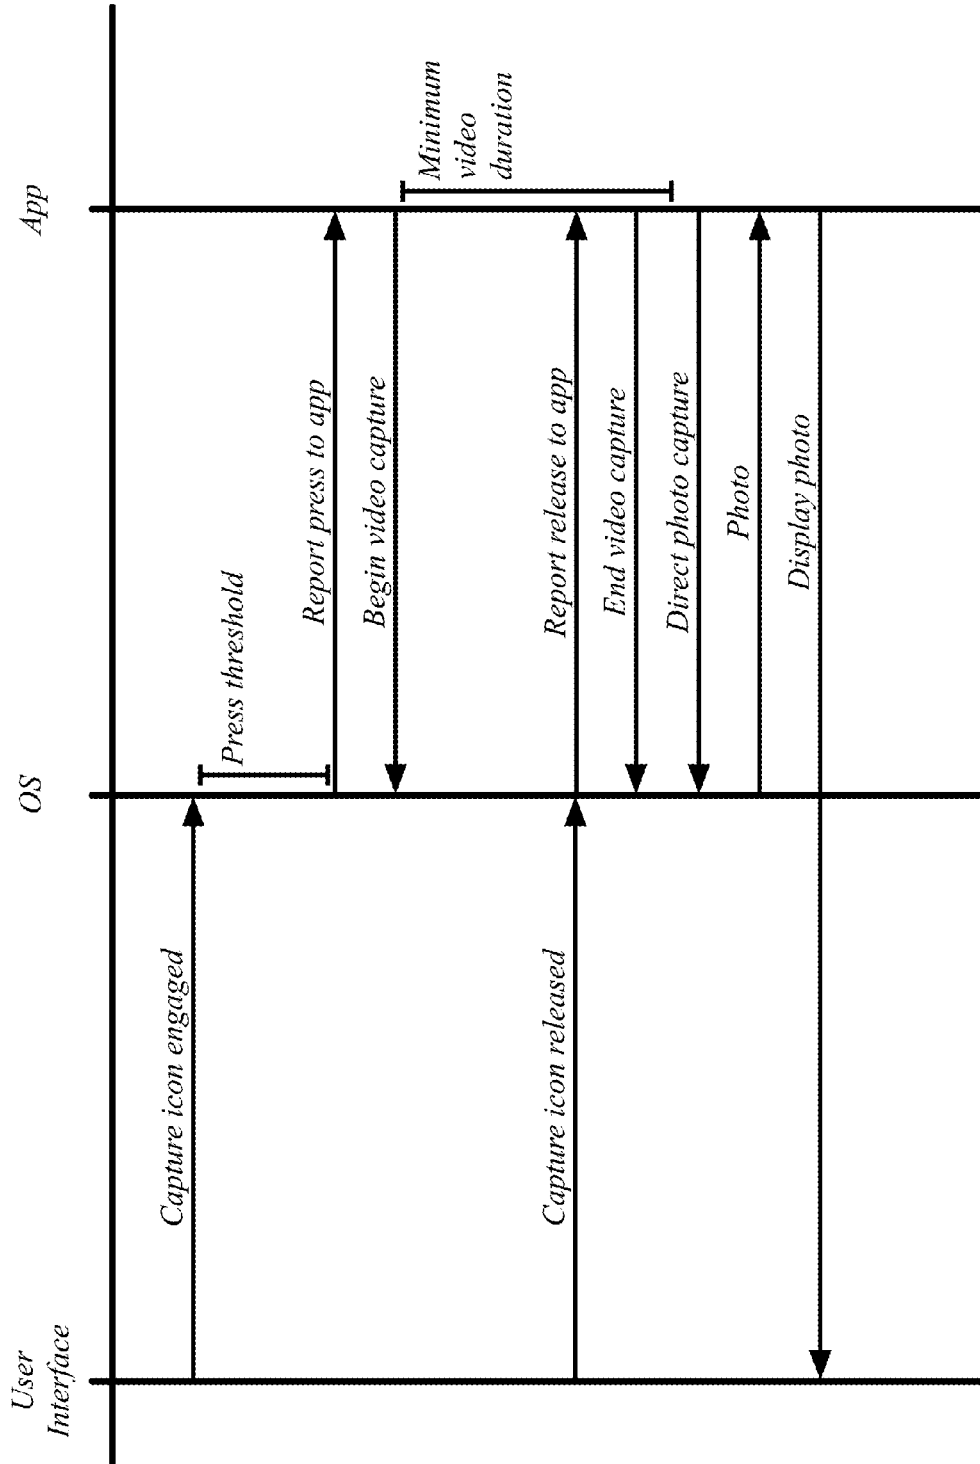 User
Interface
OS
App
Capture icon engaged
Press threshold
Report press to app
Begin video capture
Minimum
video
duration
Capture icon released
Report release to app
End video capture
Direct photo capture
Photo
Display photo